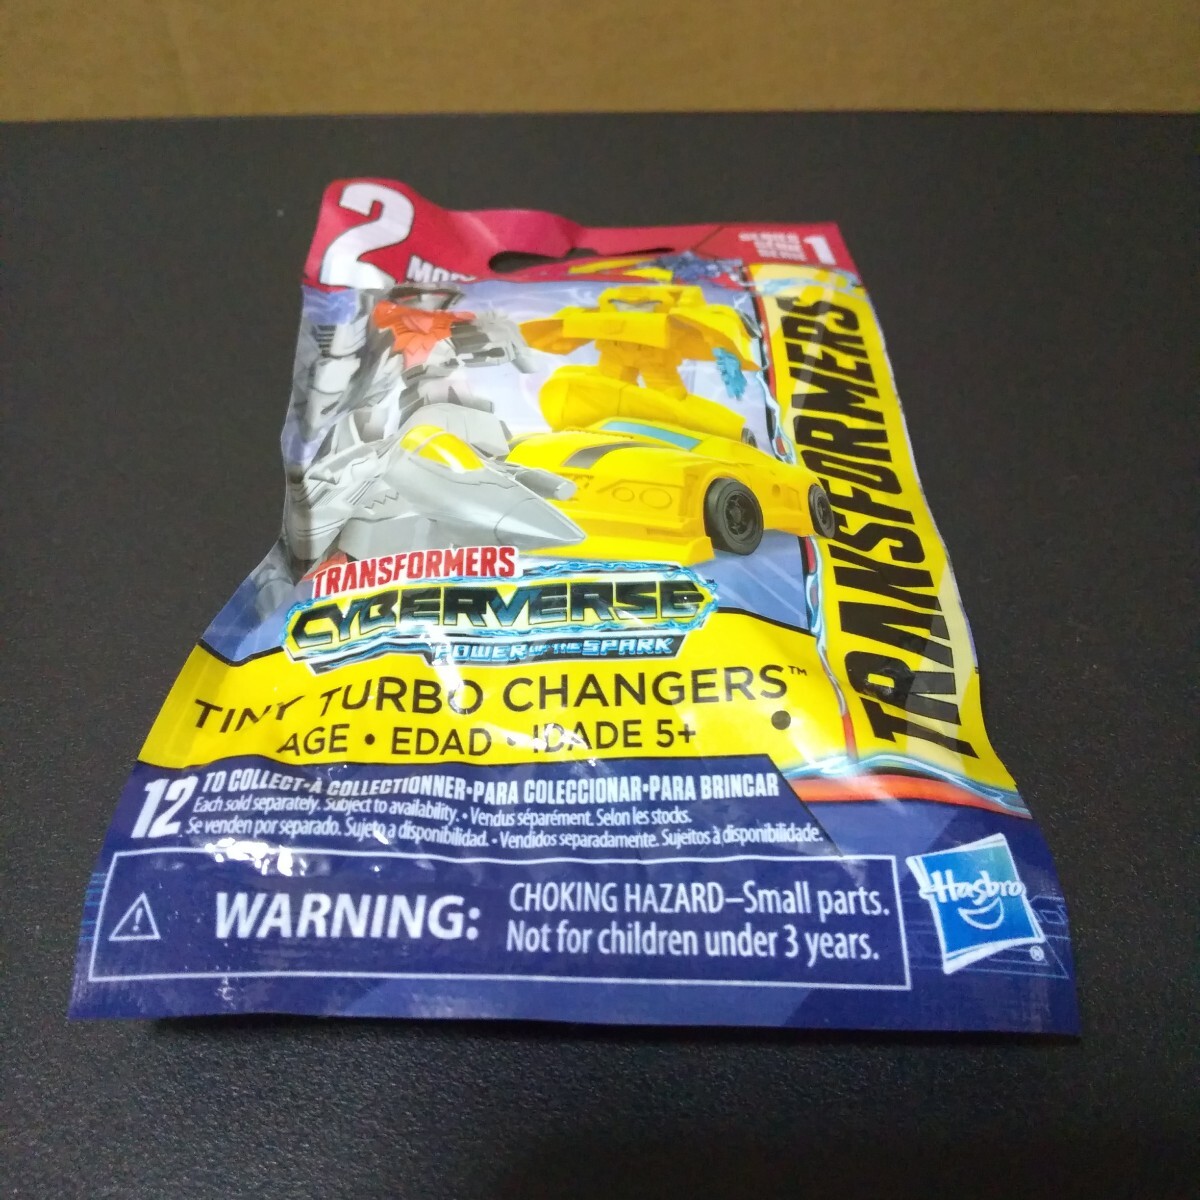 2
1
TRANSFORMERS
TRANSFORMERS
CYBERVERSE
POWER OF THE SPARK
TINY TURBO CHANGERS™
AGE • EDAD • IDADE 5+
12 TO COLLECT•À COLLECTIONNER•PARA COLECCIONAR•PARA BRINCAR
Each sold separately. Subject to availability. • Vendus séparément. Selon les stocks.
Se venden por separado. Sujeto a disponibilidad. • Vendidos separadamente. Sujeitos à disponibilidade.
WARNING:
CHOKING HAZARD–Small parts.
Not for children under 3 years.
Hasbro
®